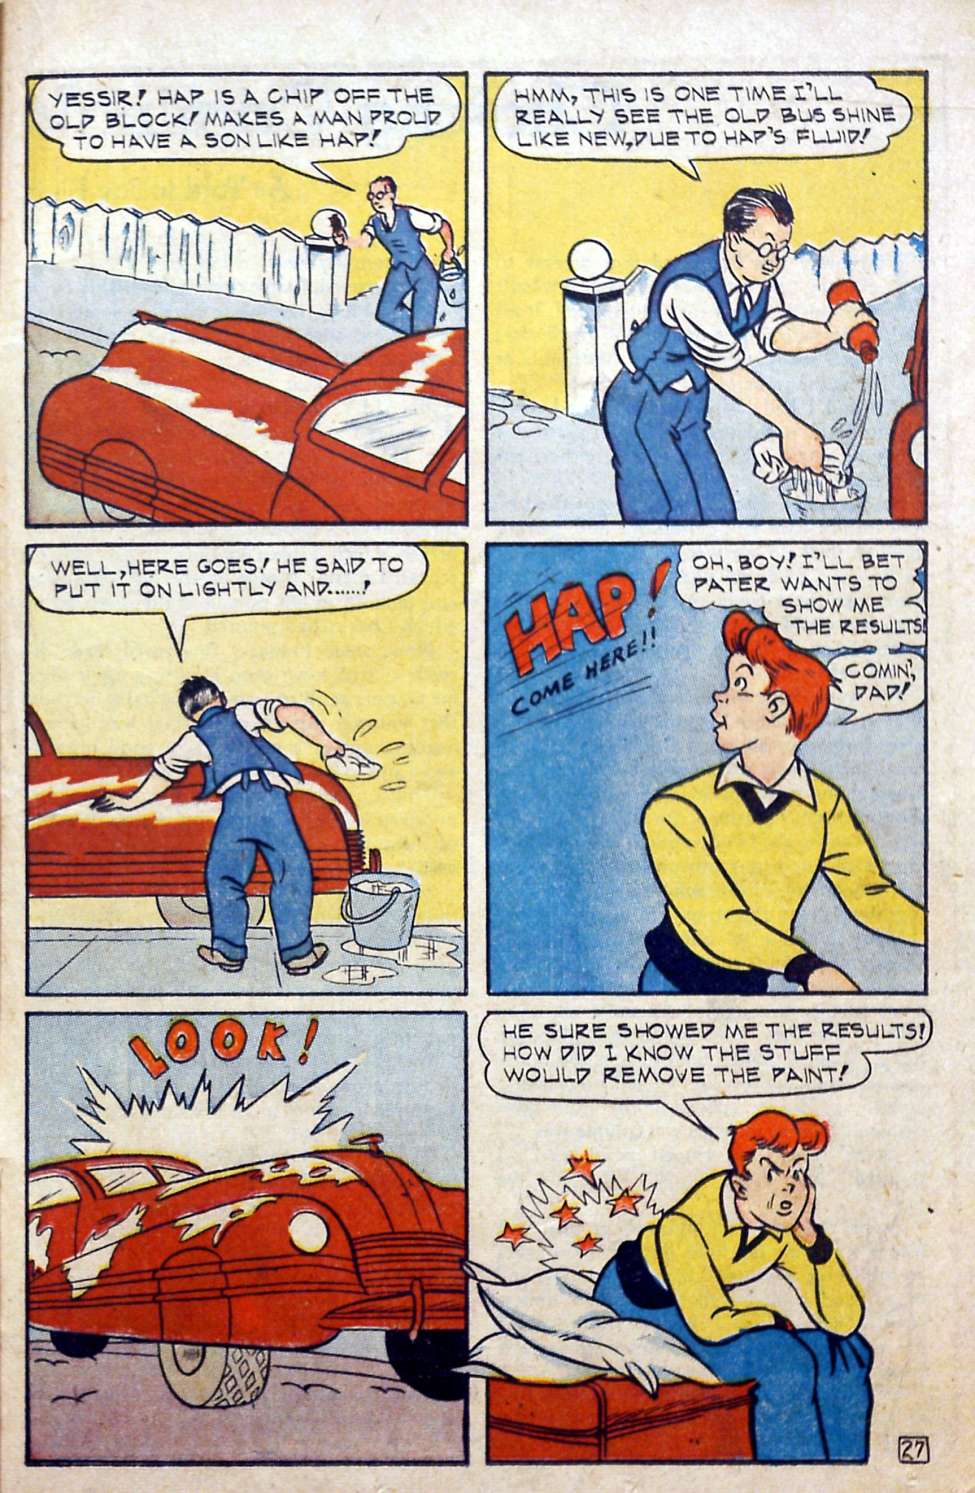 YESSIR! HAP IS A CHIP OFF THE
OLD BLOCK! MAKES A MAN PROUD
TO HAVE A SON LIKE HAP!
HMM, THIS IS ONE TIME I'LL
REALLY SEE THE OLD BUS SHINE
LIKE NEW, DUE TO HAP'S FLUID!
WELL, HERE GOES! HE SAID TO
PUT IT ON LIGHTLY AND......!
HAP!
COME HERE!!
OH, BOY! I'LL BET
PATER WANTS TO
SHOW ME
THE RESULTS!
COMIN',
DAD!
LOOK!
HE SURE SHOWED ME THE RESULTS!
HOW DID I KNOW THE STUFF
WOULD REMOVE THE PAINT!
27